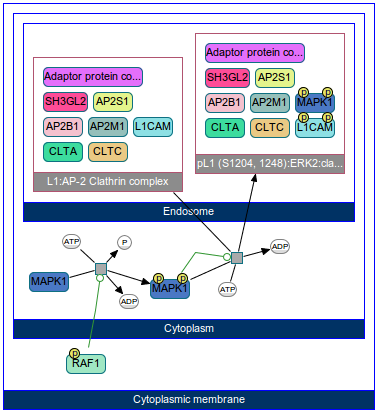 Adaptor protein co...
SH3GL2 AP2S1
AP2B1 AP2M1 L1CAM
CLTA CLTC
L1:AP-2 Clathrin complex
Adaptor protein co...
SH3GL2 AP2S1
p p
AP2B1 AP2M1 MAPK1
p p
CLTA CLTC L1CAM
pL1 (S1204, 1248):ERK2:cla...
Endosome
ATP P ADP
p p
MAPK1 MAPK1 ATP
ADP
Cytoplasm
p
RAF1
Cytoplasmic membrane